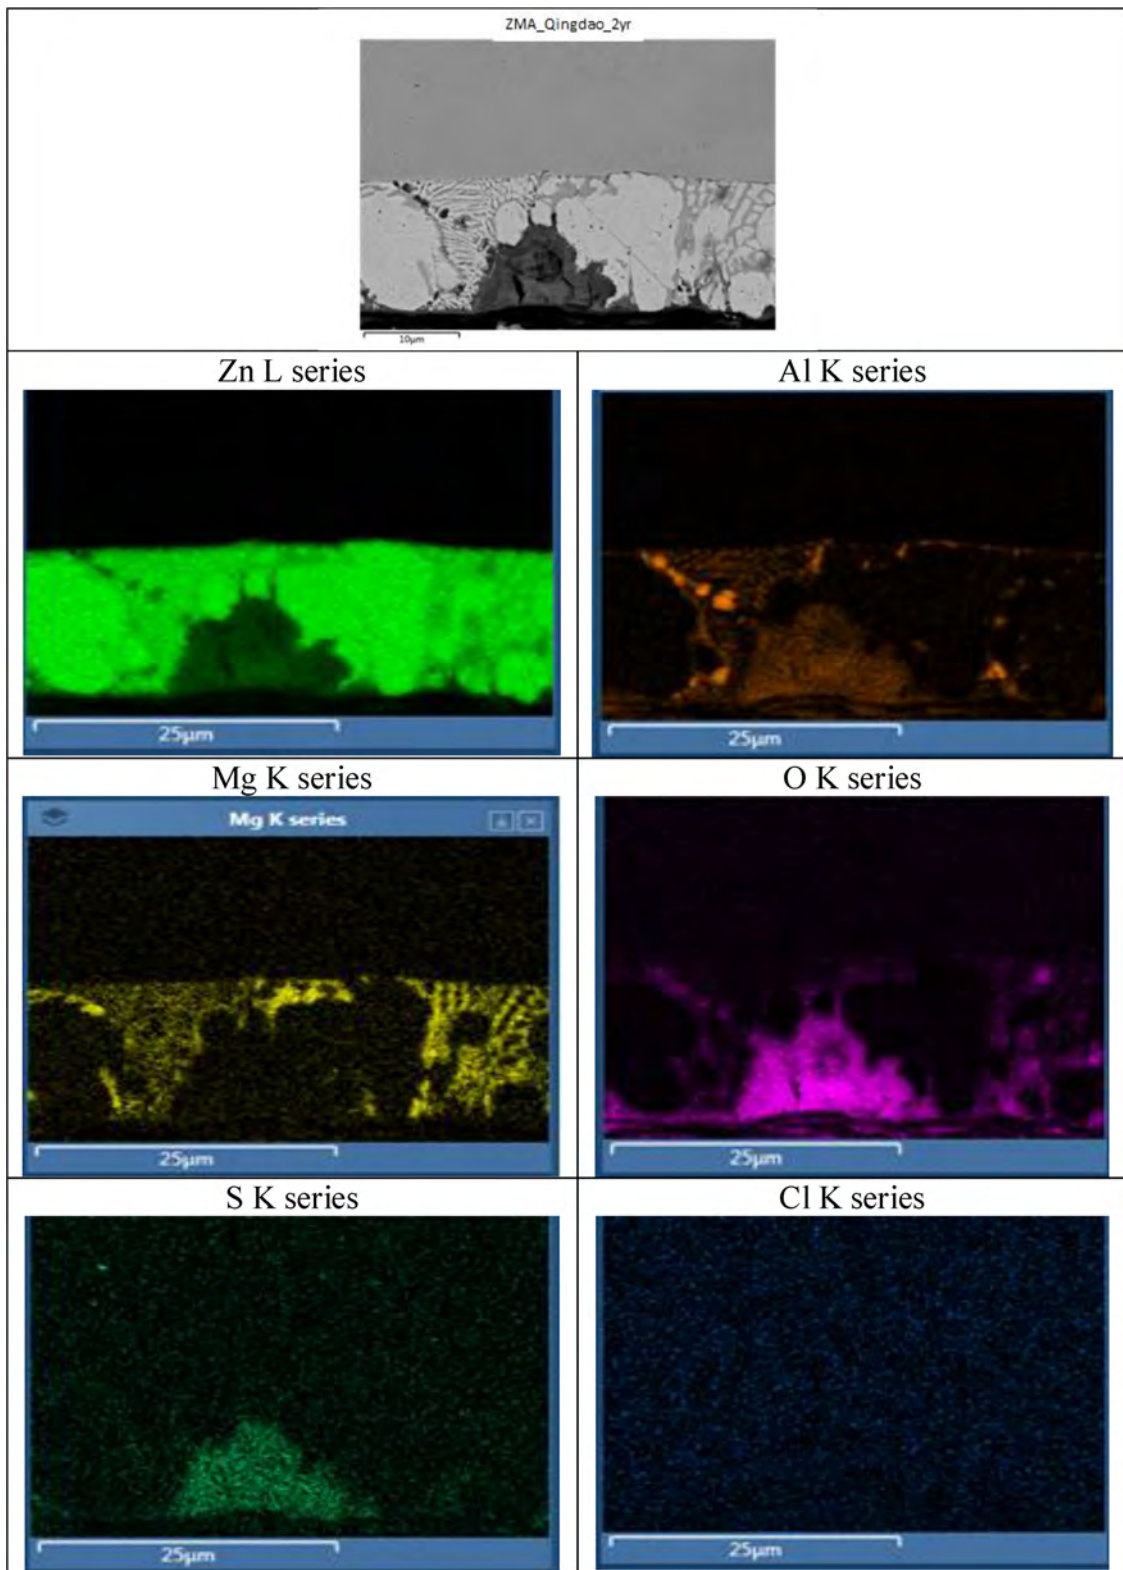 ZMA_Qingdao_2yr
10μm
Zn L series
Al K series
25μm
25μm
Mg K series
O K series
Mg K series
25μm
25μm
S K series
Cl K series
25μm
25μm